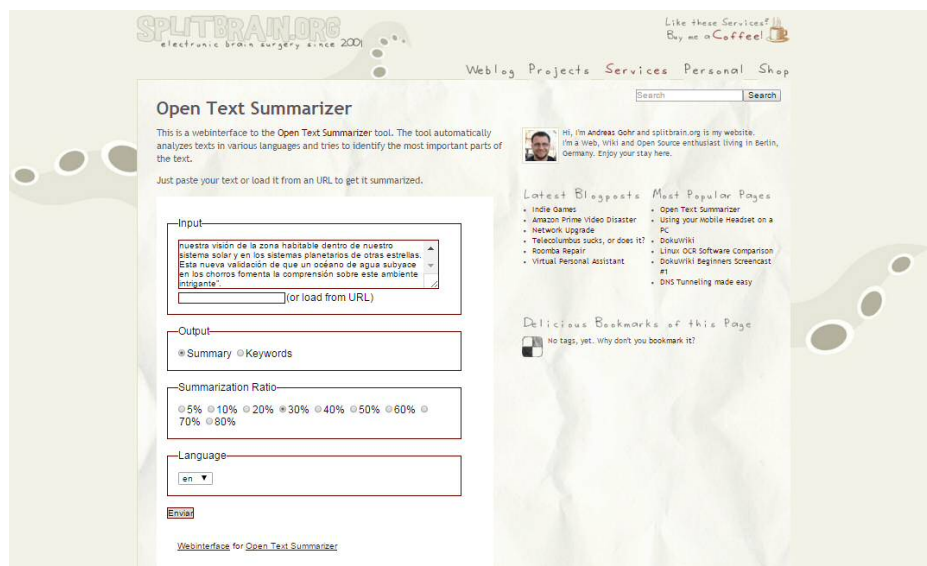 SPLITBRAIN.ORG
electronic brain surgery since 2001
Like these Services?
Buy me a Coffee!
Weblog Projects Services Personal Shop
Search Search
Open Text Summarizer
This is a webinterface to the Open Text Summarizer tool. The tool automatically
analyzes texts in various languages and tries to identify the most important parts of
the text.
Just paste your text or load it from an URL to get it summarized.
Input
nuestra visión de la zona habitable dentro de nuestro
sistema solar y en los sistemas planetarios de otras estrellas.
Esta nueva validación de que un océano de agua subyace
en los chorros fomenta la comprensión sobre este ambiente
intrigante".
(or load from URL)
Output
Summary Keywords
Summarization Ratio
5% 10% 20% 30% 40% 50% 60%
70% 80%
Language
en
Enviar
Webinterface for Open Text Summarizer
Hi, I'm Andreas Gohr and splitbrain.org is my website.
I'm a Web, Wiki and Open Source enthusiast living in Berlin,
Germany. Enjoy your stay here.
Latest Blogposts
Indie Games
Amazon Prime Video Disaster
Network Upgrade
Telecolumbus sucks, or does it?
Roomba Repair
Virtual Personal Assistant
Most Popular Pages
Open Text Summarizer
Using your Mobile Headset on a
PC
DokuWiki
Linux OCR Software Comparison
DokuWiki Beginners Screencast
#1
DNS Tunneling made easy
Delicious Bookmarks of this Page
No tags, yet. Why don't you bookmark it?